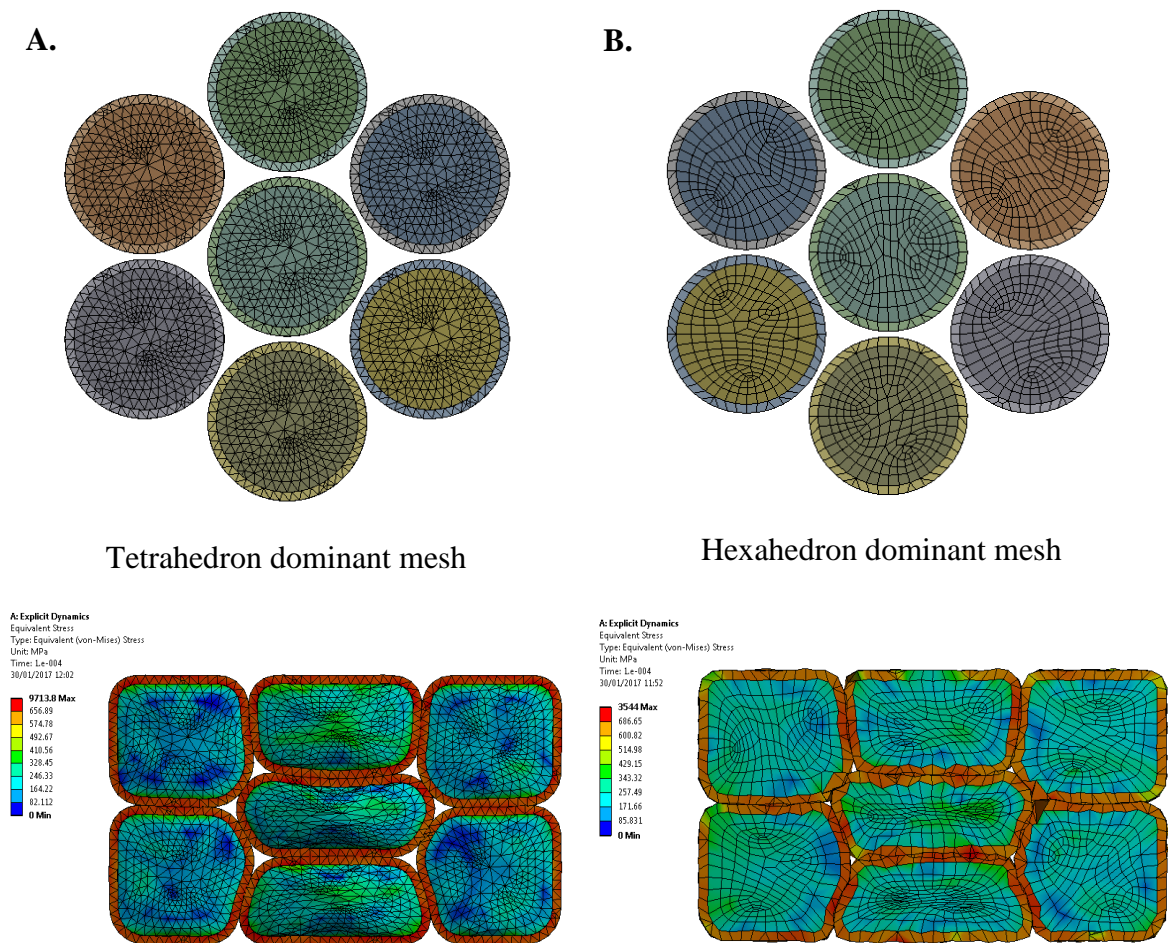 A.
B.
Tetrahedron dominant mesh
Hexahedron dominant mesh
A: Explicit Dynamics
Equivalent Stress
Type: Equivalent (von-Mises) Stress
Unit: MPa
Time: 1.e-004
30/01/2017 12:02
9713.8 Max
656.89
574.78
492.67
410.56
328.45
246.33
164.22
82.112
0 Min
A: Explicit Dynamics
Equivalent Stress
Type: Equivalent (von-Mises) Stress
Unit: MPa
Time: 1.e-004
30/01/2017 11:52
3544 Max
686.65
600.82
514.98
429.15
343.32
257.49
171.66
85.831
0 Min